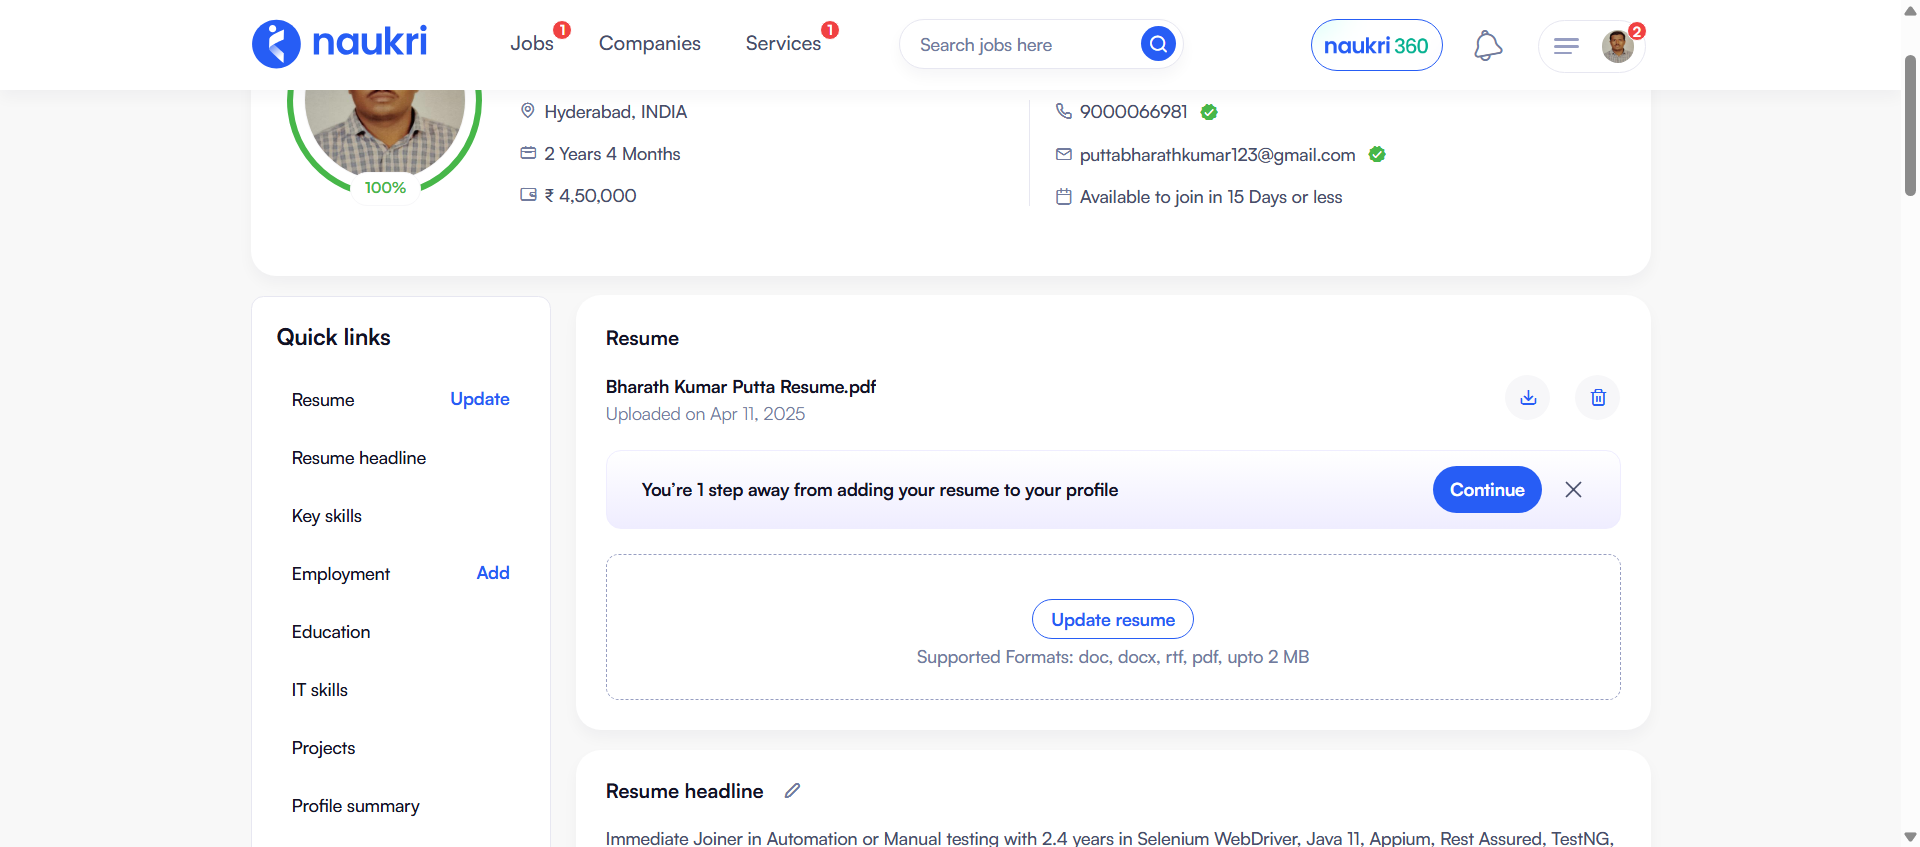 naukri
Jobs 1
Companies
Services 1
Search jobs here
naukri 360
2
100%
Hyderabad, INDIA
2 Years 4 Months
₹ 4,50,000
9000066981
puttabharathkumar123@gmail.com
Available to join in 15 Days or less
Quick links
Resume Update
Resume headline
Key skills
Employment Add
Education
IT skills
Projects
Profile summary
Resume
Bharath Kumar Putta Resume.pdf
Uploaded on Apr 11, 2025
You’re 1 step away from adding your resume to your profile
Continue
Update resume
Supported Formats: doc, docx, rtf, pdf, upto 2 MB
Resume headline
Immediate Joiner in Automation or Manual testing with 2.4 years in Selenium WebDriver, Java 11, Appium, Rest Assured, TestNG,